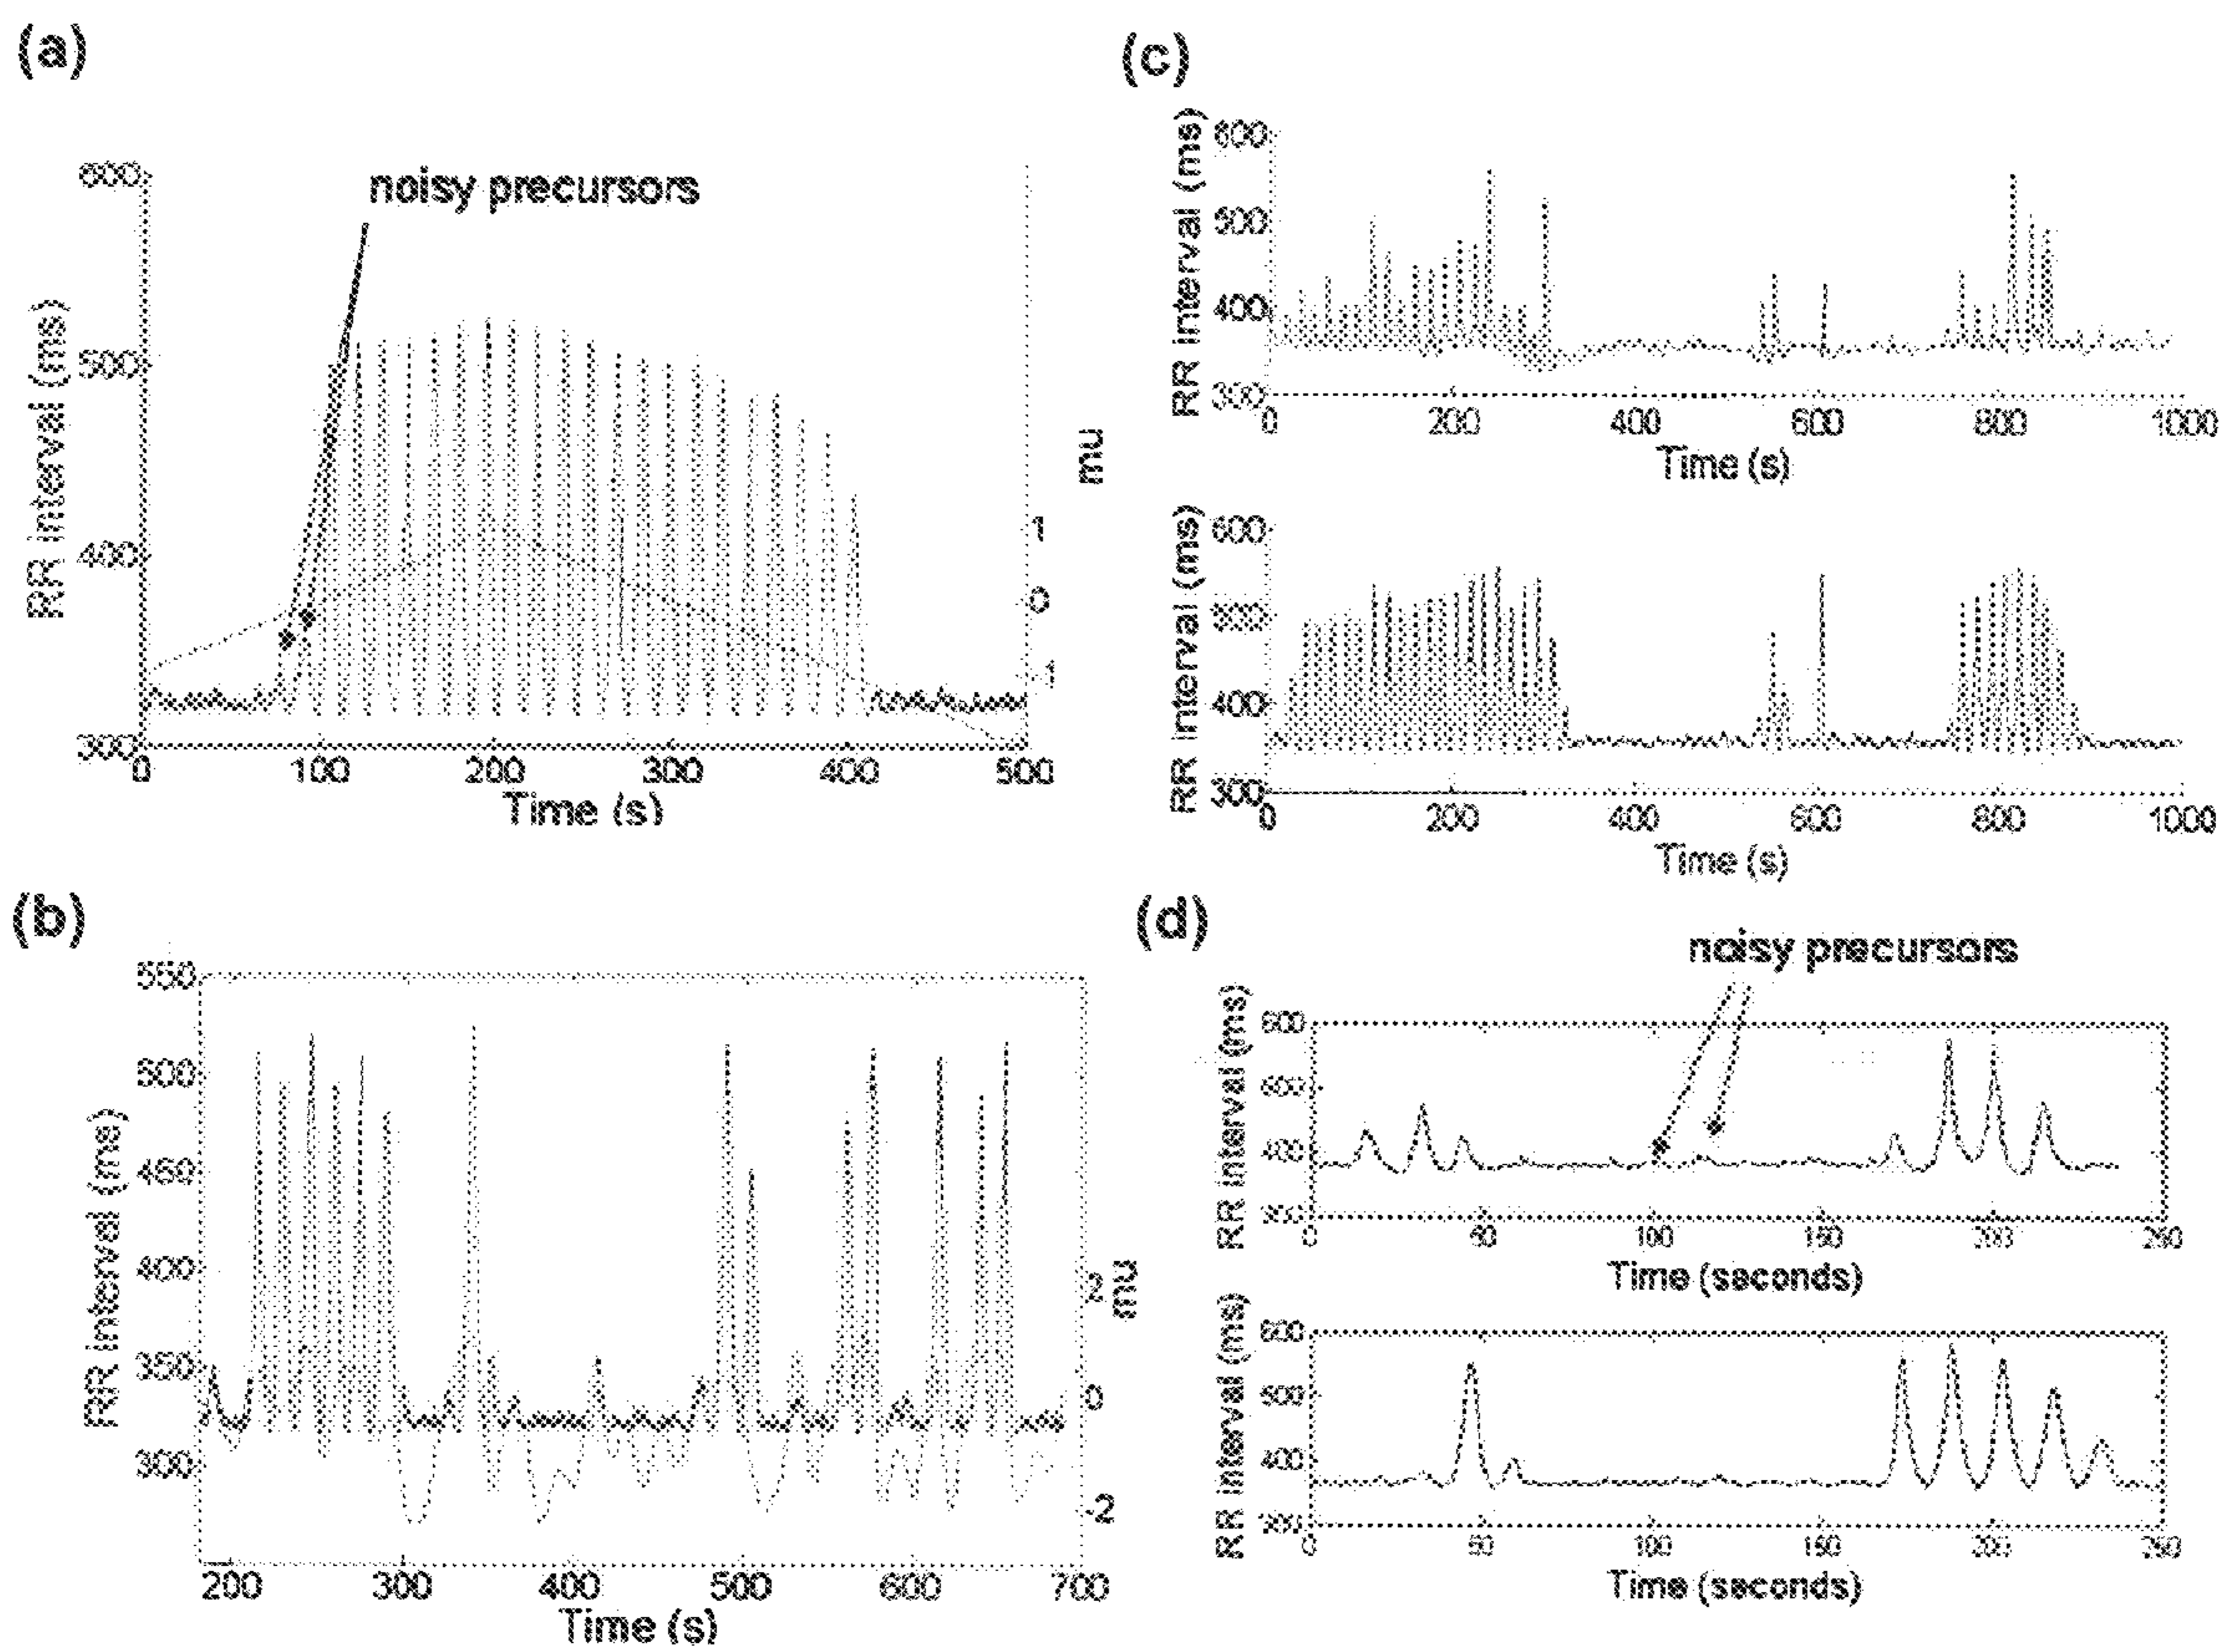 (a)
noisy precursors
600
500
400
300
RR interval (ms)
mu
1
0
-1
0 100 200 300 400 500
Time (s)
(b)
550
500
450
400
350
300
RR interval (ms)
2
0
-2
mu
200 300 400 500 600 700
Time (s)
(c)
600
500
400
300
RR interval (ms)
0 200 400 600 800 1000
Time (s)
600
500
400
300
RR interval (ms)
0 200 400 600 800 1000
Time (s)
(d)
noisy precursors
600
400
RR interval (ms)
0 50 100 150 200 250
Time (seconds)
600
500
400
300
RR interval (ms)
0 50 100 150 200 250
Time (seconds)